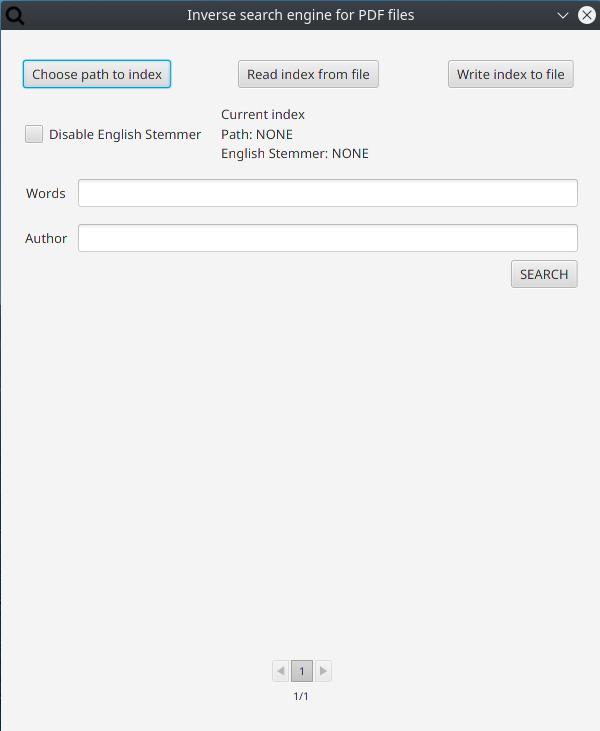 Inverse search engine for PDF files
Choose path to index
Read index from file
Write index to file
Current index
Disable English Stemmer
Path: NONE
English Stemmer: NONE
Words
Author
SEARCH
1
1/1